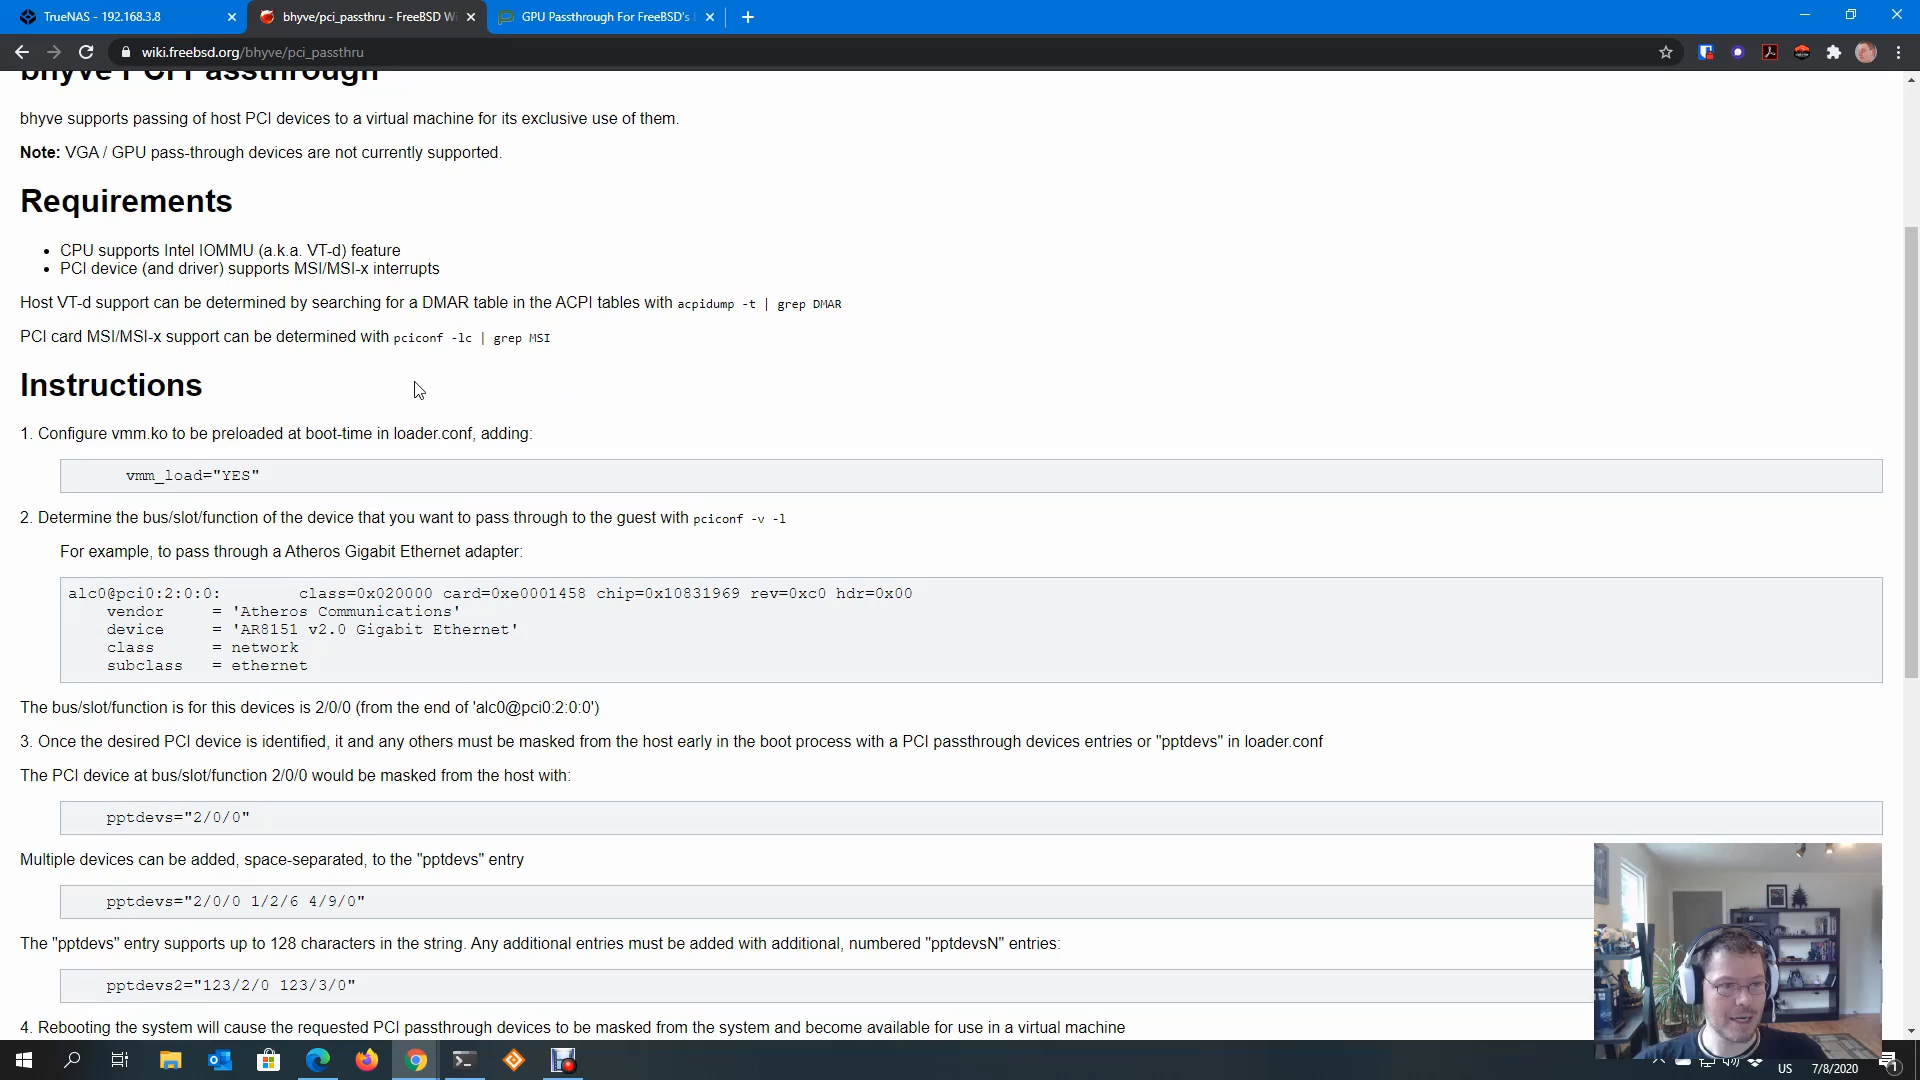 TrueNAS - 192.168.3.8
bhyve/pci_passthru - FreeBSD Wi
GPU Passthrough For FreeBSD's
wiki.freebsd.org/bhyve/pci_passthru
bhyve PCI Passthrough
bhyve supports passing of host PCI devices to a virtual machine for its exclusive use of them.
Note: VGA / GPU pass-through devices are not currently supported.
Requirements
• CPU supports Intel IOMMU (a.k.a. VT-d) feature
• PCI device (and driver) supports MSI/MSI-x interrupts
Host VT-d support can be determined by searching for a DMAR table in the ACPI tables with acpidump -t | grep DMAR
PCI card MSI/MSI-x support can be determined with pciconf -lc | grep MSI
Instructions
1. Configure vmm.ko to be preloaded at boot-time in loader.conf, adding:
vmm_load="YES"
2. Determine the bus/slot/function of the device that you want to pass through to the guest with pciconf -v -l
For example, to pass through a Atheros Gigabit Ethernet adapter:
alc0@pci0:2:0:0: class=0x020000 card=0xe0001458 chip=0x10831969 rev=0xc0 hdr=0x00
vendor = 'Atheros Communications'
device = 'AR8151 v2.0 Gigabit Ethernet'
class = network
subclass = ethernet
The bus/slot/function is for this devices is 2/0/0 (from the end of 'alc0@pci0:2:0:0')
3. Once the desired PCI device is identified, it and any others must be masked from the host early in the boot process with a PCI passthrough devices entries or "pptdevs" in loader.conf
The PCI device at bus/slot/function 2/0/0 would be masked from the host with:
pptdevs="2/0/0"
Multiple devices can be added, space-separated, to the "pptdevs" entry
pptdevs="2/0/0 1/2/6 4/9/0"
The "pptdevs" entry supports up to 128 characters in the string. Any additional entries must be added with additional, numbered "pptdevsN" entries:
pptdevs2="123/2/0 123/3/0"
4. Rebooting the system will cause the requested PCI passthrough devices to be masked from the system and become available for use in a virtual machine
US
7/8/2020
1